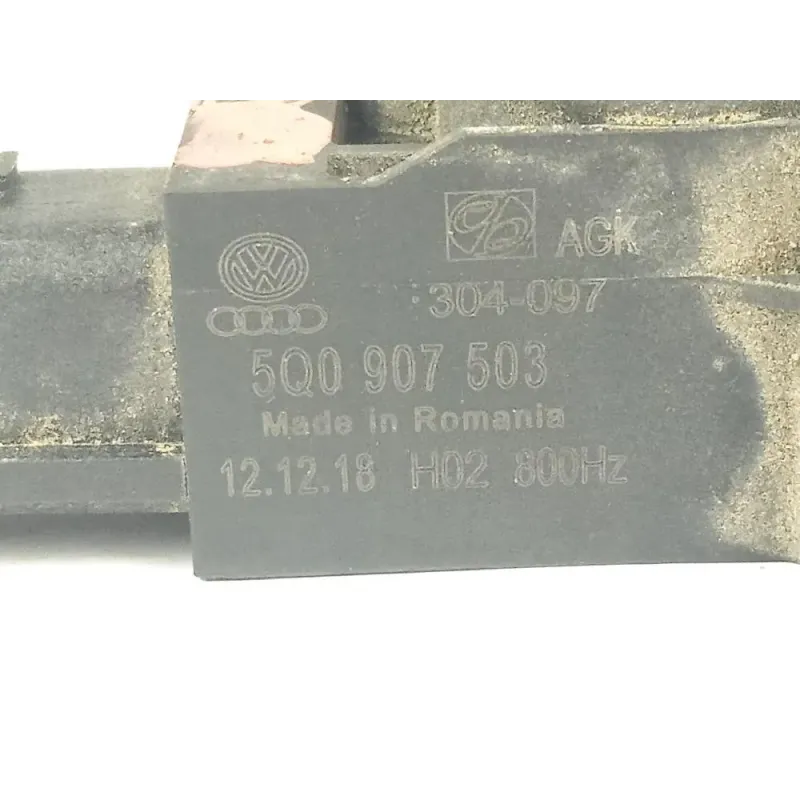 AGK
304-097
5Q0 907 503
Made in Romania
12.12.18 H02 800Hz